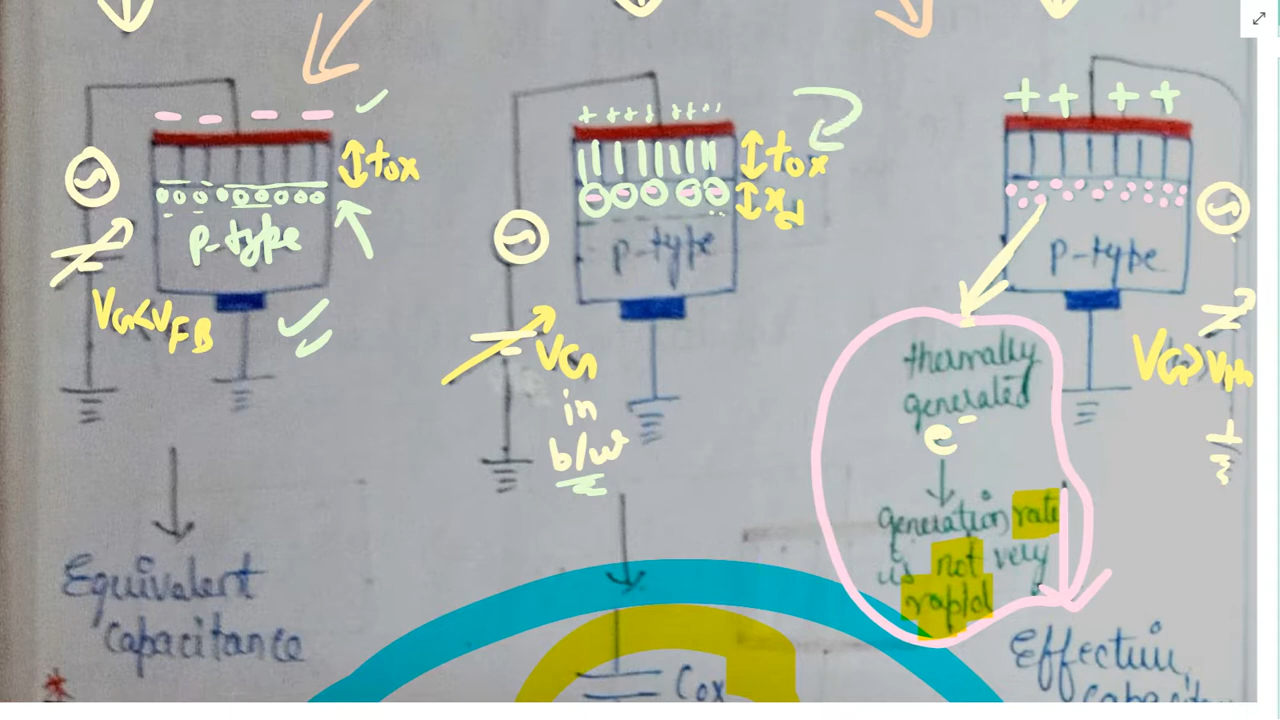 - - - -
+ + + + + + + +
+ + + +
tox
p-type
VG<VFB
tox
xd
p-type
VG
in
b/w
p-type
VG>Vth
thermally
generated
e⁻
generation rate
is not very
rapid
Equivalent
Capacitance
Cox
Effective